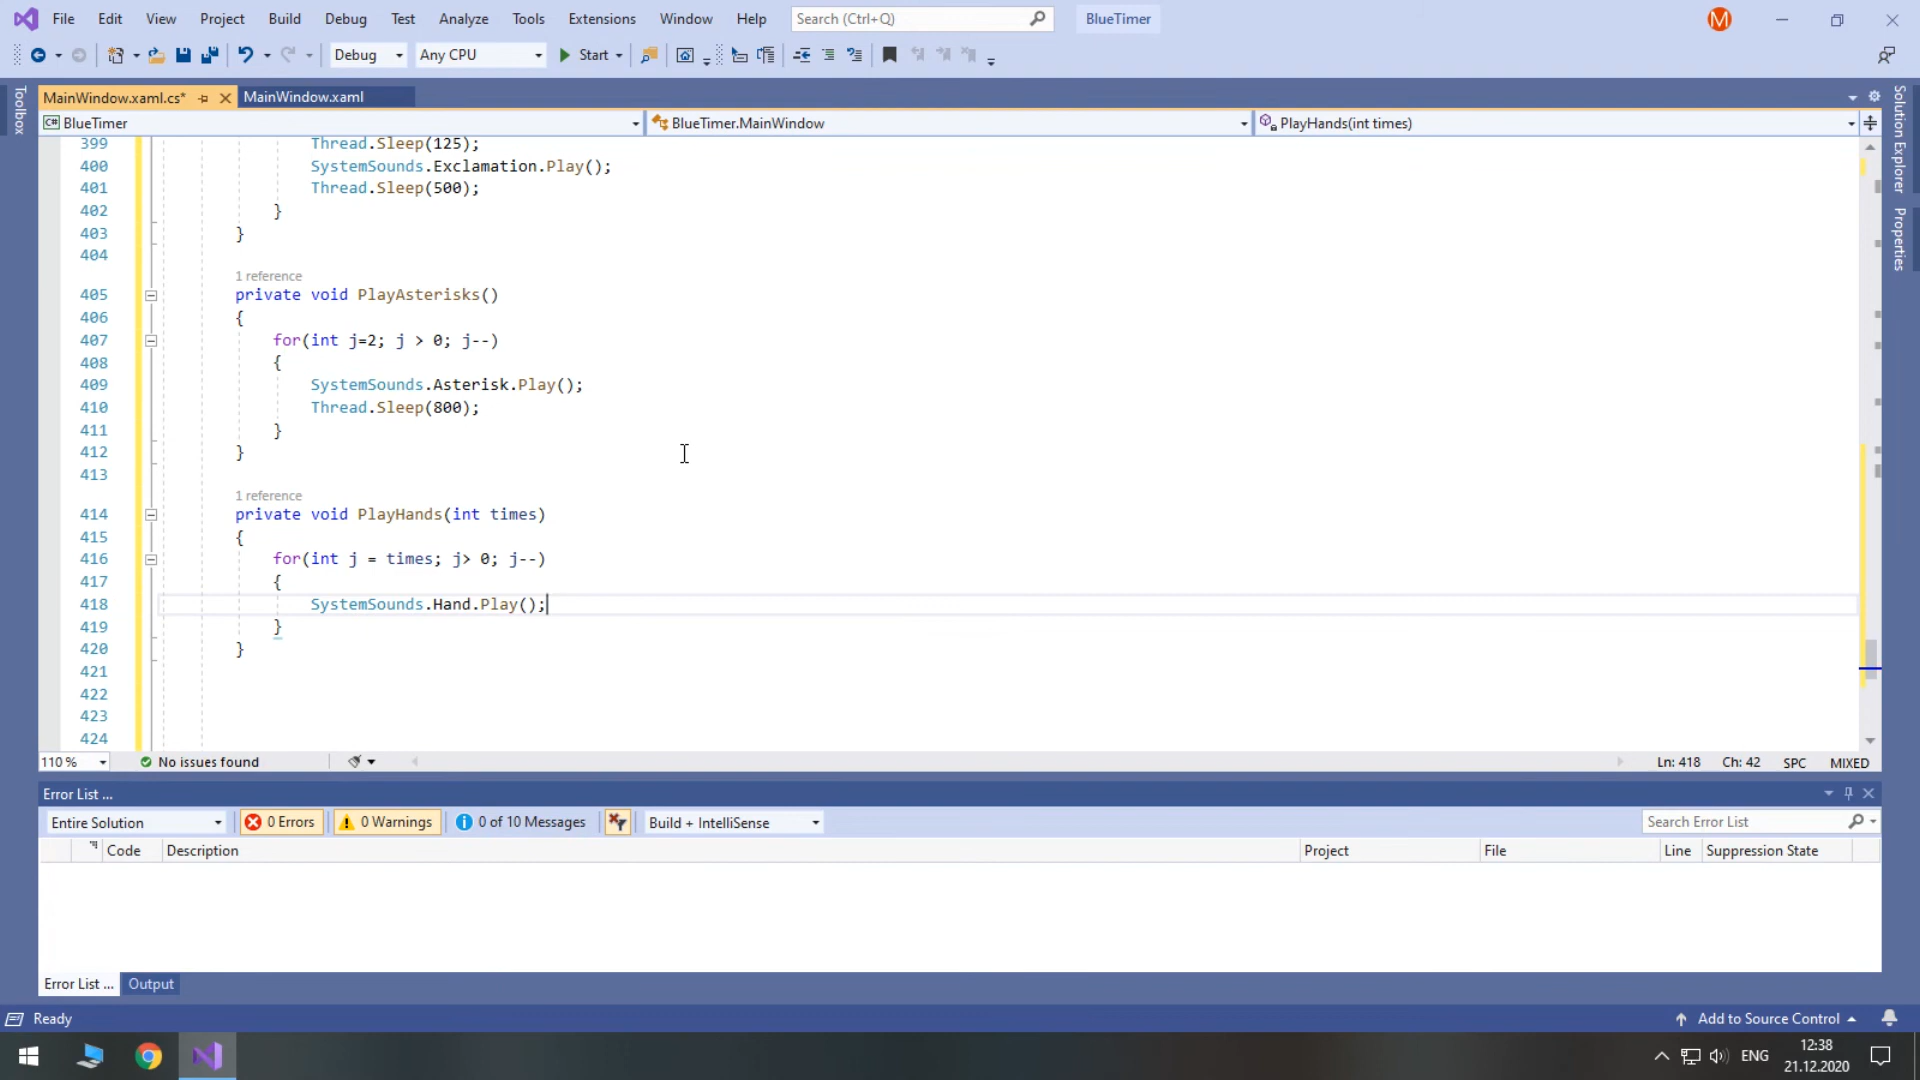 File Edit View Project Build Debug Test Analyze Tools Extensions Window Help Search (Ctrl+Q) BlueTimer M
Debug Any CPU Start
Toolbox
MainWindow.xaml.cs* MainWindow.xaml
C# BlueTimer BlueTimer.MainWindow PlayHands(int times)
Solution Explorer
Properties
399 Thread.Sleep(125);
400 SystemSounds.Exclamation.Play();
401 Thread.Sleep(500);
402 }
403 }
404
1 reference
405 private void PlayAsterisks()
406 {
407 for(int j=2; j > 0; j--)
408 {
409 SystemSounds.Asterisk.Play();
410 Thread.Sleep(800);
411 }
412 }
413
1 reference
414 private void PlayHands(int times)
415 {
416 for(int j = times; j> 0; j--)
417 {
418 SystemSounds.Hand.Play();
419 }
420 }
421
422
423
424
110 % No issues found Ln: 418 Ch: 42 SPC MIXED
Error List ...
Entire Solution 0 Errors 0 Warnings 0 of 10 Messages Build + IntelliSense Search Error List
Code Description Project File Line Suppression State
Error List ... Output
Ready Add to Source Control
ENG 12:38
21.12.2020